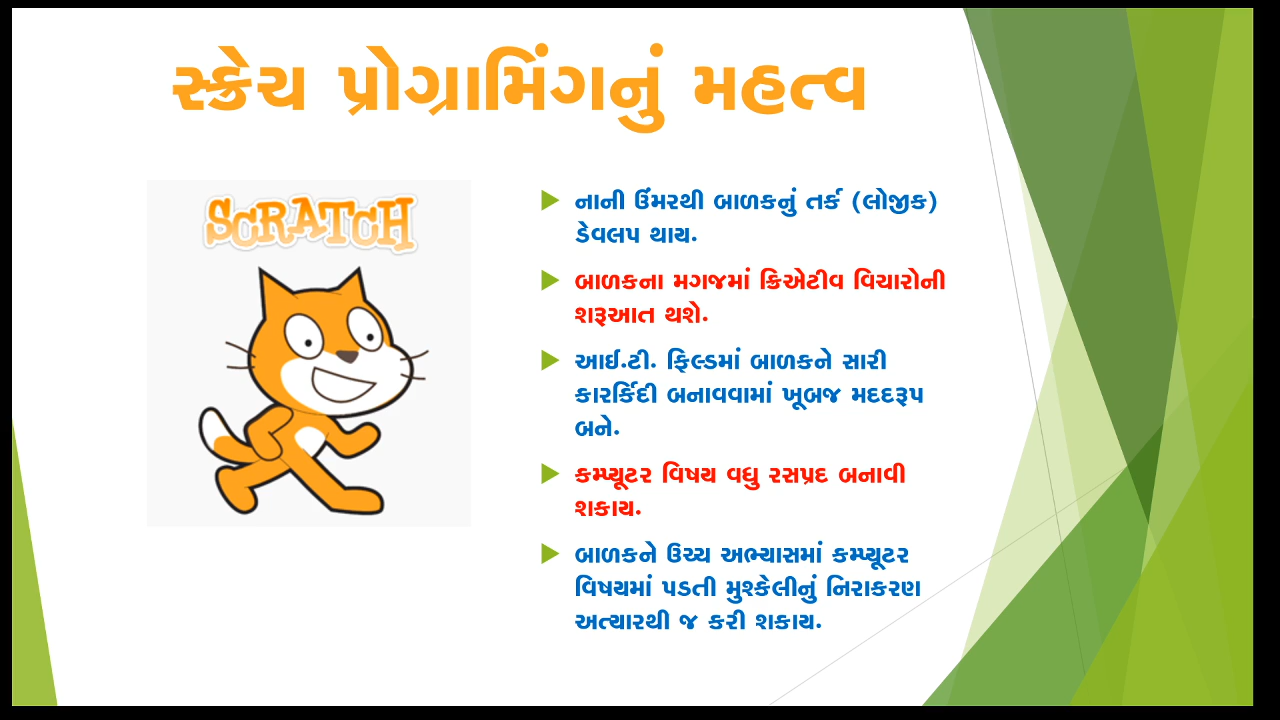 સ્ક્રેચ પ્રોગ્રામિંગનું મહત્વ
SCRATCH
નાની ઉંમરથી બાળકનું તર્ક (લોજીક)
ડેવલપ થાય.
બાળકના મગજમાં ક્રિએટીવ વિચારોની
શરૂઆત થશે.
આઈ.ટી. ફિલ્ડમાં બાળકને સારી
કારકિર્દી બનાવવામાં ખૂબજ મદદરૂપ
બને.
કમ્પ્યૂટર વિષય વધુ રસપ્રદ બનાવી
શકાય.
બાળકને ઉચ્ચ અભ્યાસમાં કમ્પ્યૂટર
વિષયમાં પડતી મુશ્કેલીનું નિરાકરણ
અત્યારથી જ કરી શકાય.